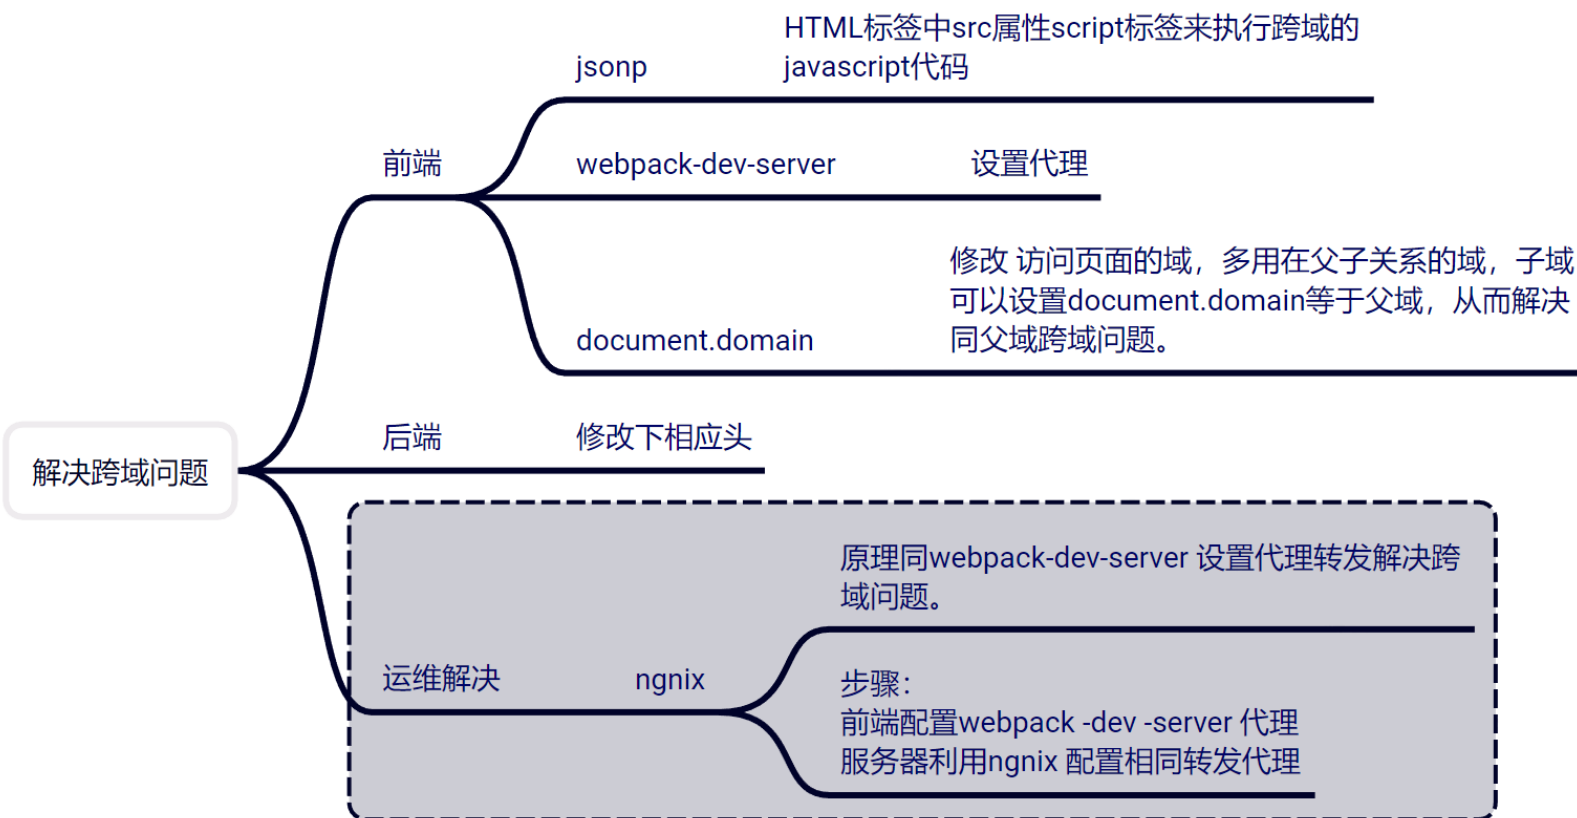 HTML标签中src属性script标签来执行跨域的
jsonp
javascript代码
前端
webpack-dev-server
设置代理
修改 访问页面的域，多用在父子关系的域，子域
可以设置document.domain等于父域，从而解决
document.domain
同父域跨域问题。
后端
修改下相应头
解决跨域问题
原理同webpack-dev-server 设置代理转发解决跨
域问题。
运维解决
ngnix
步骤：
前端配置webpack -dev -server 代理
服务器利用ngnix 配置相同转发代理